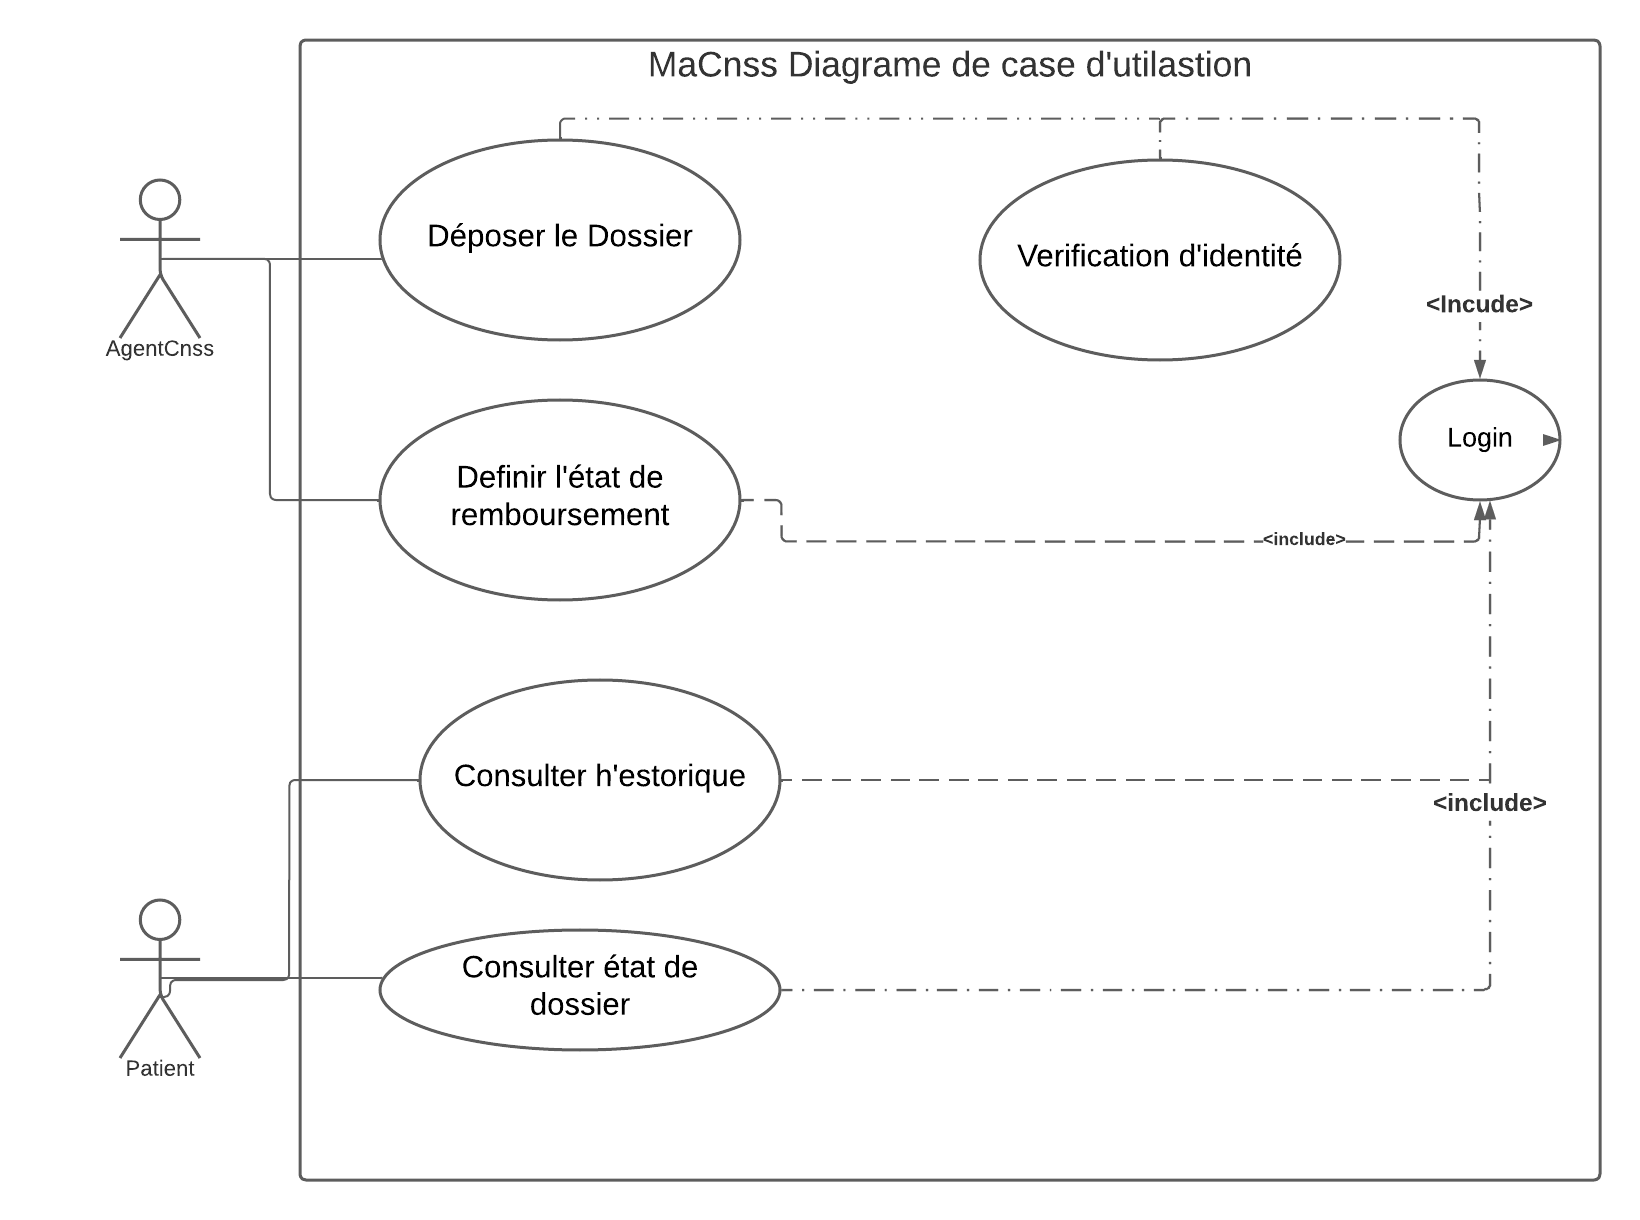 MaCnss Diagrame de case d'utilastion
Déposer le Dossier
Verification d'identité
<Incude>
AgentCnss
Login
Definir l'état de
remboursement
<include>
Consulter h'estorique
<include>
Consulter état de
dossier
Patient